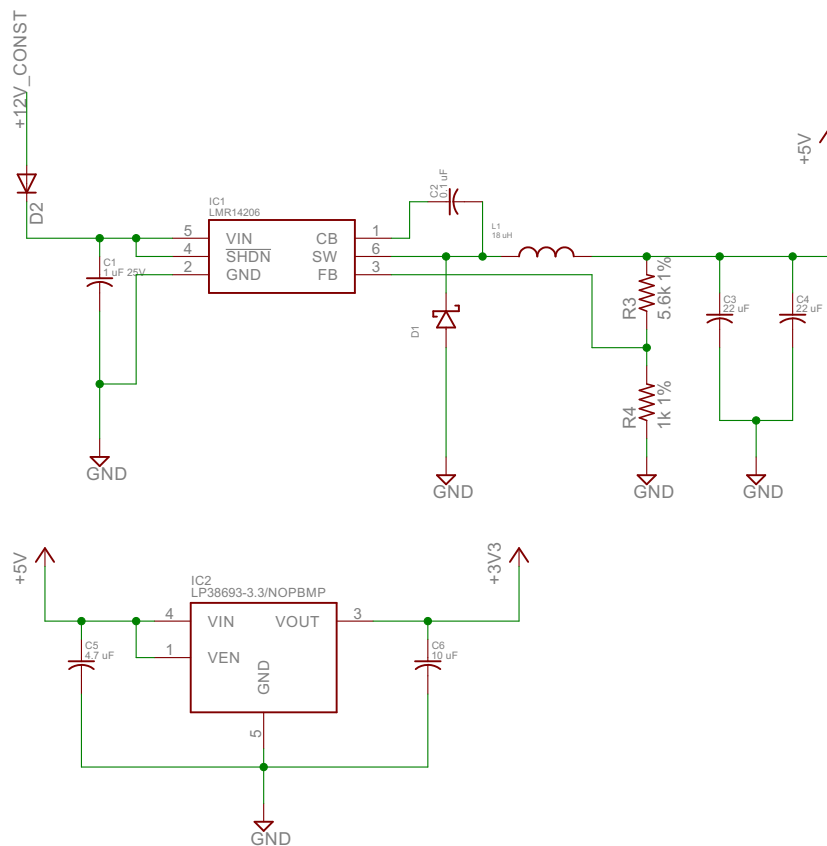 +12V_CONST
D2
C1
1 uF 25V
GND
IC1
LMR14206
5
VIN
4
SHDN
2
GND
CB
1
SW
6
FB
3
C2
0.1 uF
D1
GND
L1
18 uH
R3
5.6k 1%
R4
1k 1%
GND
C3
22 uF
C4
22 uF
GND
+5V
+5V
C5
4.7 uF
IC2
LP38693-3.3/NOPBMP
4
VIN
VOUT
3
1
VEN
GND
5
GND
C6
10 uF
+3V3